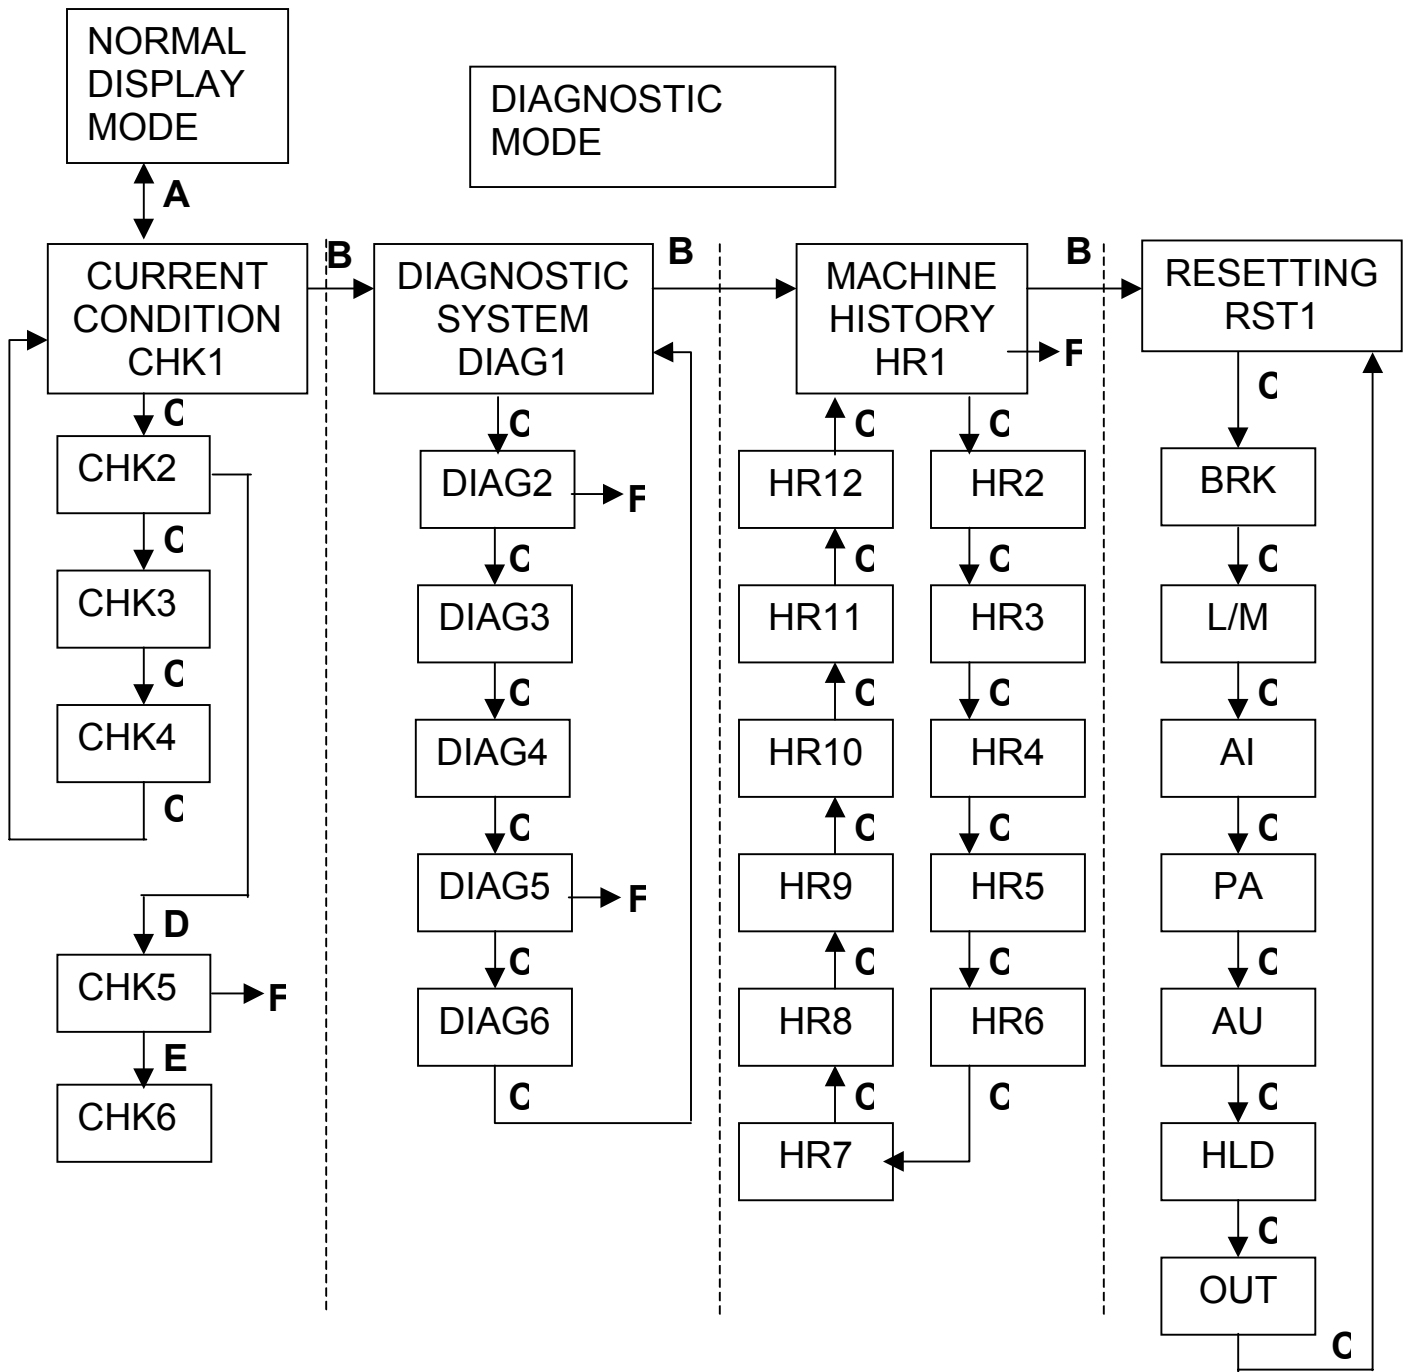 NORMAL
DISPLAY
MODE
DIAGNOSTIC
MODE
A
CURRENT
CONDITION
CHK1
B
DIAGNOSTIC
SYSTEM
DIAG1
B
MACHINE
HISTORY
HR1
F
B
RESETTING
RST1
C
CHK2
C
CHK3
C
CHK4
C
D
CHK5
F
E
CHK6
C
DIAG2
F
C
DIAG3
C
DIAG4
C
DIAG5
F
C
DIAG6
C
C
HR12
C
HR11
C
HR10
C
HR9
C
HR8
C
HR7
C
HR2
C
HR3
C
HR4
C
HR5
C
HR6
C
C
BRK
C
L/M
C
AI
C
PA
C
AU
C
HLD
C
OUT
C